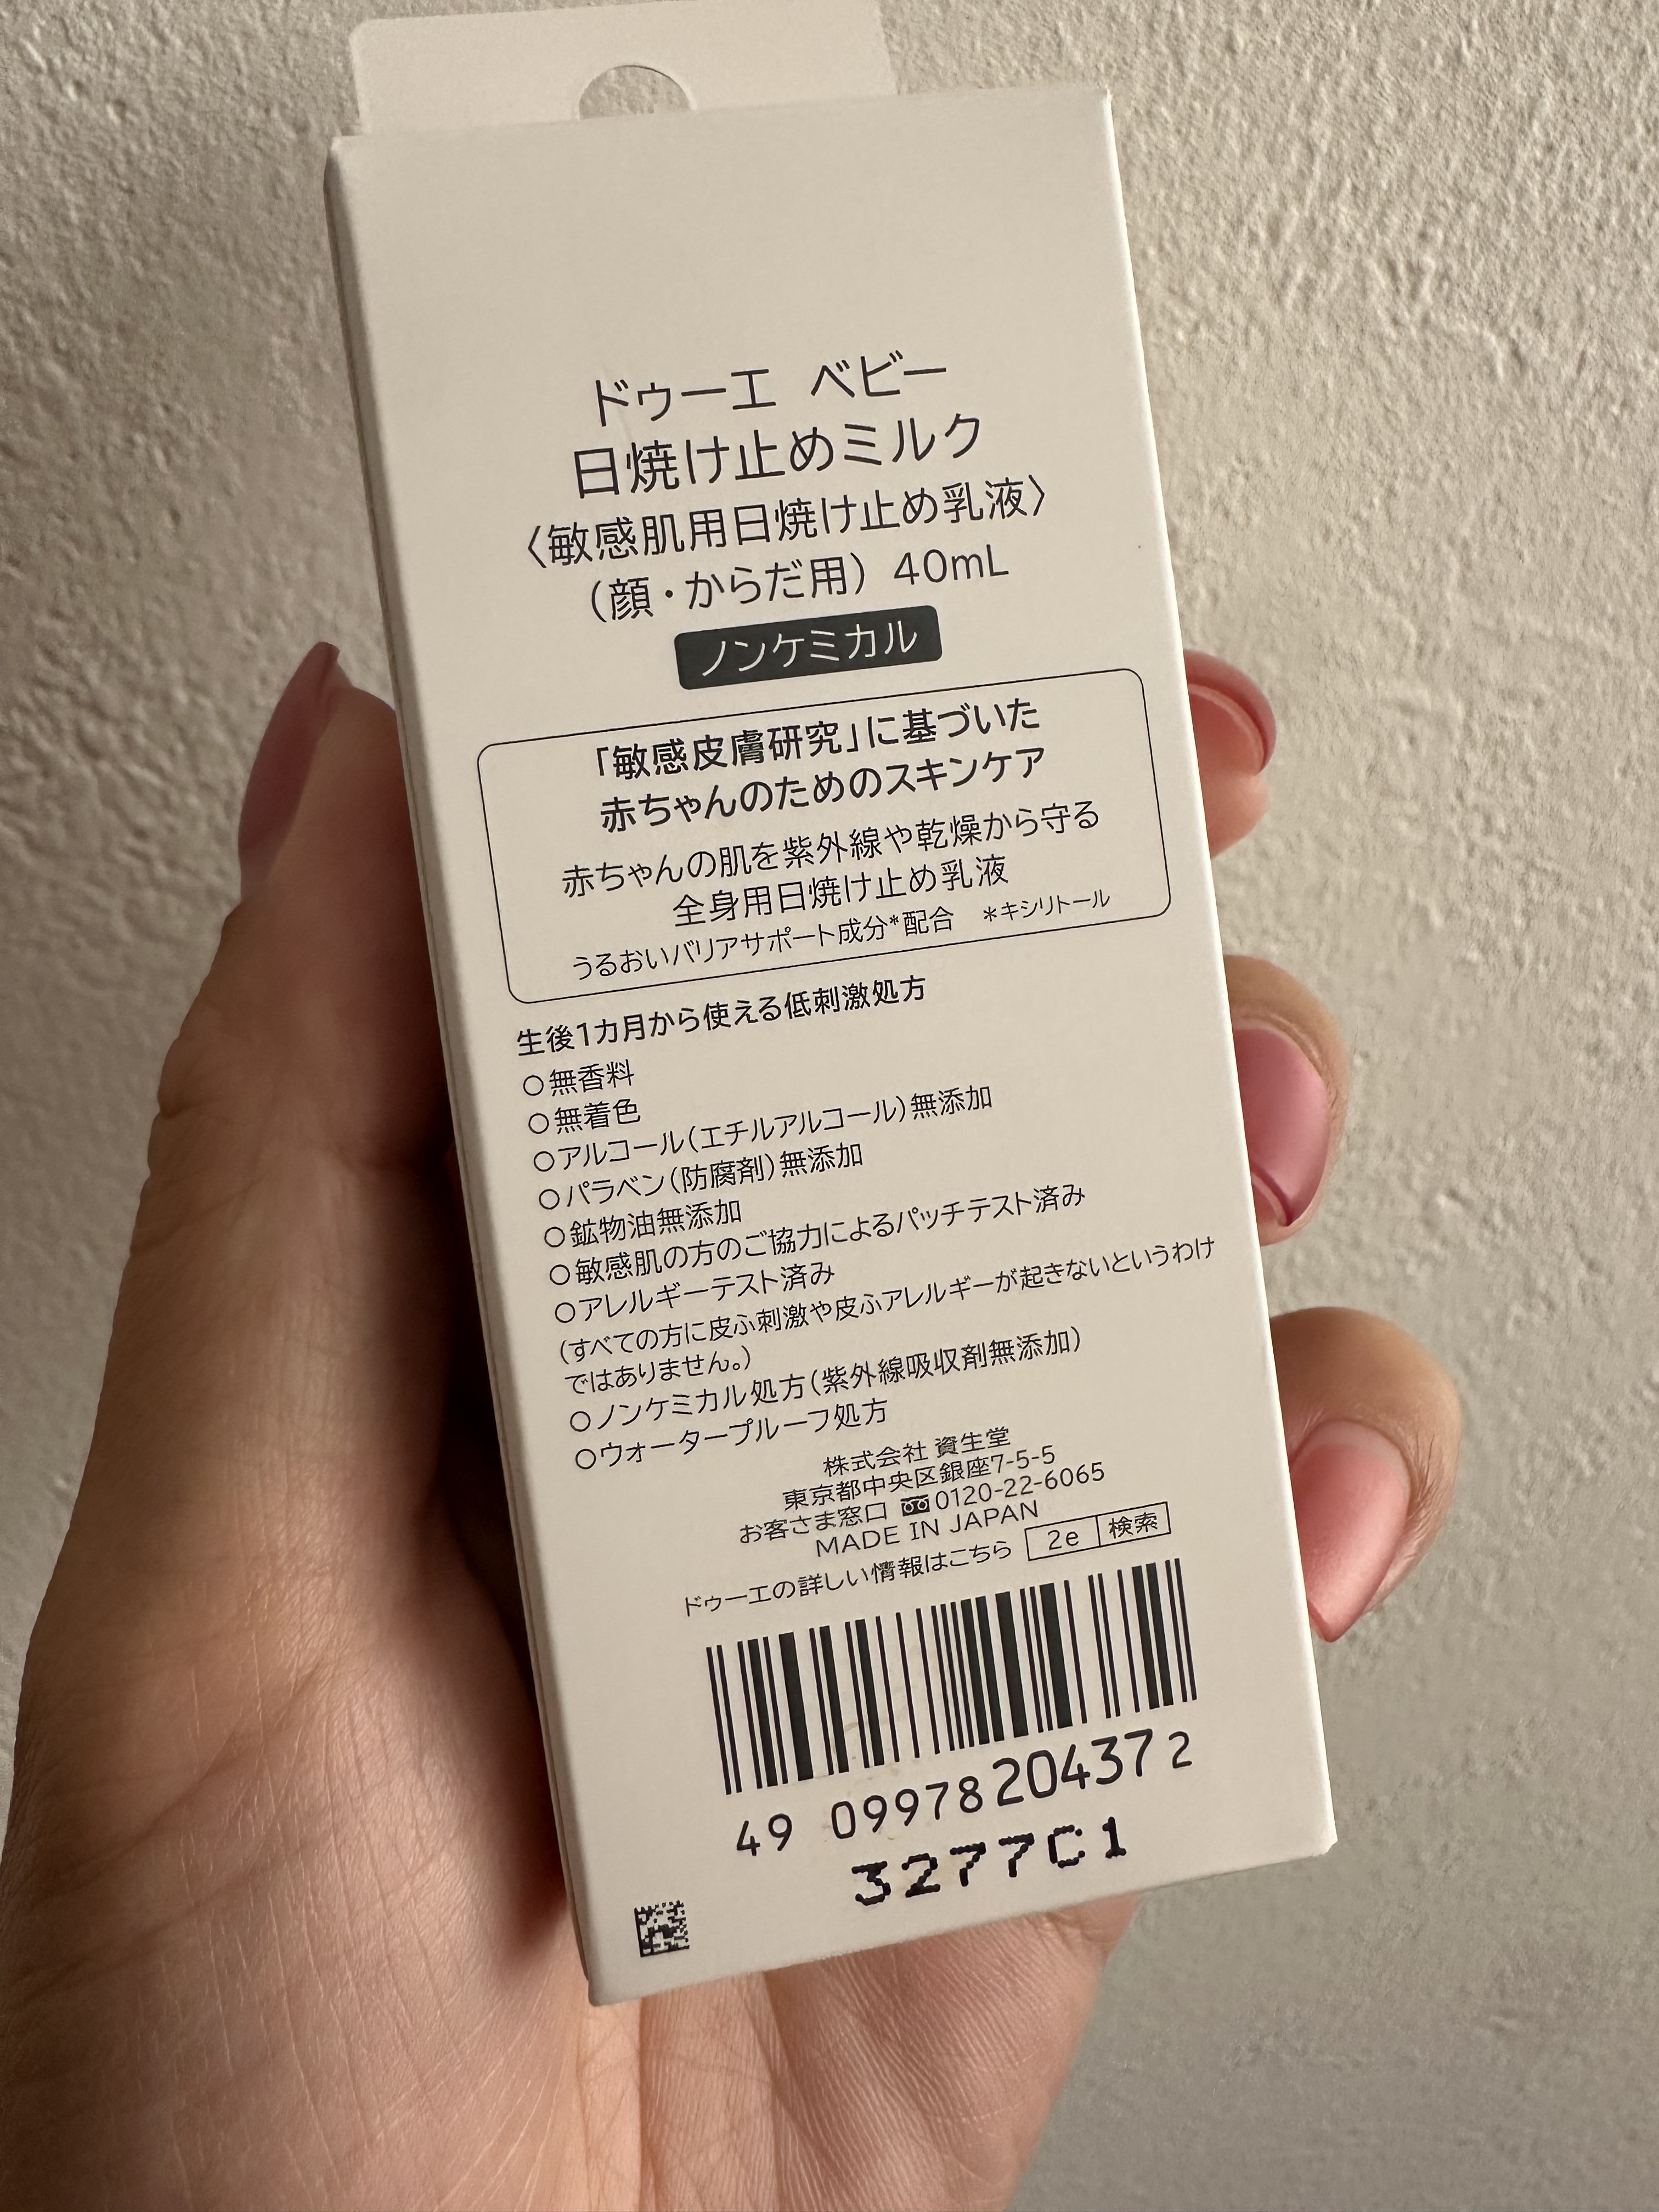 ドゥーエ ベビー
日焼け止めミルク
〈敏感肌用日焼け止め乳液〉
（顔・からだ用）40mL
ノンケミカル
「敏感皮膚研究」に基づいた
赤ちゃんのためのスキンケア
赤ちゃんの肌を紫外線や乾燥から守る
全身用日焼け止め乳液
うるおいバリアサポート成分*配合 *キシリトール
生後1カ月から使える低刺激処方
○無香料
○無着色
○アルコール（エチルアルコール）無添加
○パラベン（防腐剤）無添加
○鉱物油無添加
○敏感肌の方のご協力によるパッチテスト済み
○アレルギーテスト済み
（すべての方に皮ふ刺激や皮ふアレルギーが起きないというわけ
ではありません。）
○ノンケミカル処方（紫外線吸収剤無添加）
○ウォータープルーフ処方
株式会社 資生堂
東京都中央区銀座7-5-5
お客さま窓口 0120-22-6065
MADE IN JAPAN
ドゥーエの詳しい情報はこちら 2e 検索
49 09978 20437 2
3277C1